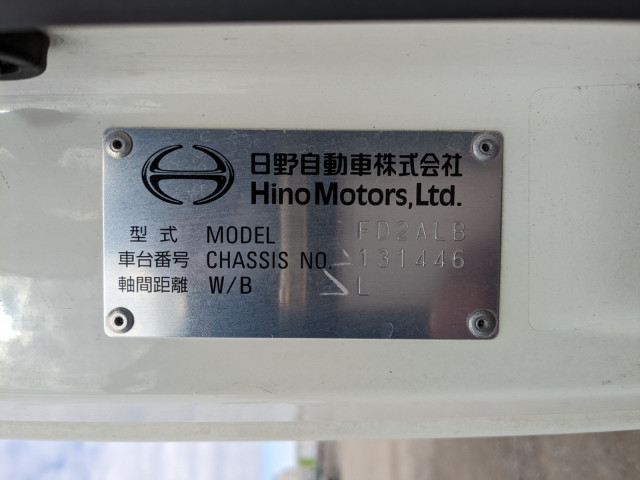 日野自動車株式会社
Hino Motors, Ltd.
型式 MODEL FD2ALB
車台番号 CHASSIS NO. 131446
軸間距離 W/B L